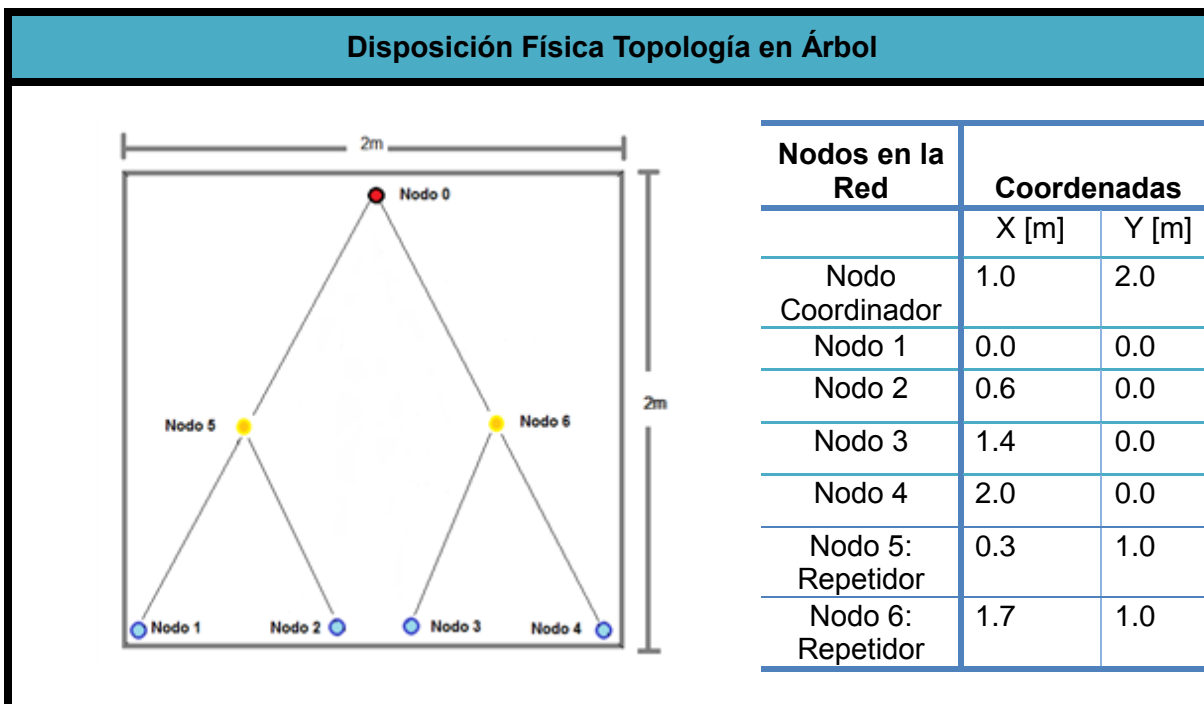 Disposición Física Topología en Árbol
2m
Nodo 0
2m
Nodo 5
Nodo 6
Nodo 1
Nodo 2
Nodo 3
Nodo 4
Nodos en la
Red
Coordenadas
X [m] Y [m]
Nodo
Coordinador
1.0 2.0
Nodo 1 0.0 0.0
Nodo 2 0.6 0.0
Nodo 3 1.4 0.0
Nodo 4 2.0 0.0
Nodo 5:
Repetidor
0.3 1.0
Nodo 6:
Repetidor
1.7 1.0